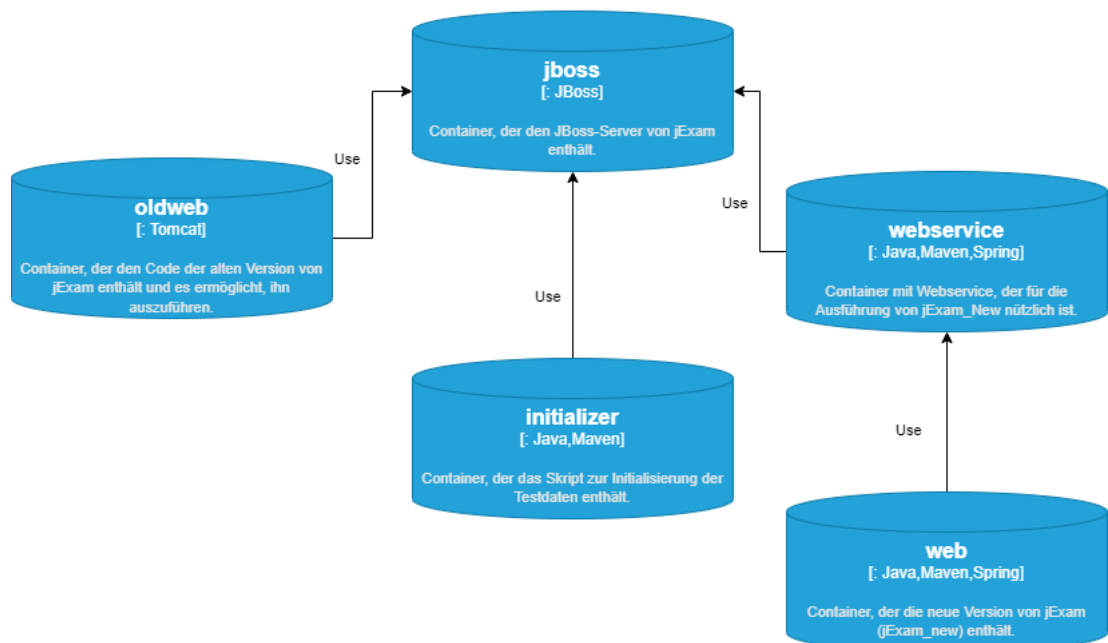 jboss
[: JBoss]
Container, der den JBoss-Server von jExam
enthält.
Use
oldweb
[: Tomcat]
Container, der den Code der alten Version von
jExam enthält und es ermöglicht, ihn
auszuführen.
Use
webservice
[: Java,Maven,Spring]
Container mit Webservice, der für die
Ausführung von jExam_New nützlich ist.
Use
initializer
[: Java,Maven]
Container, der das Skript zur Initialisierung der
Testdaten enthält.
Use
web
[: Java,Maven,Spring]
Container, der die neue Version von jExam
(jExam_new) enthält.